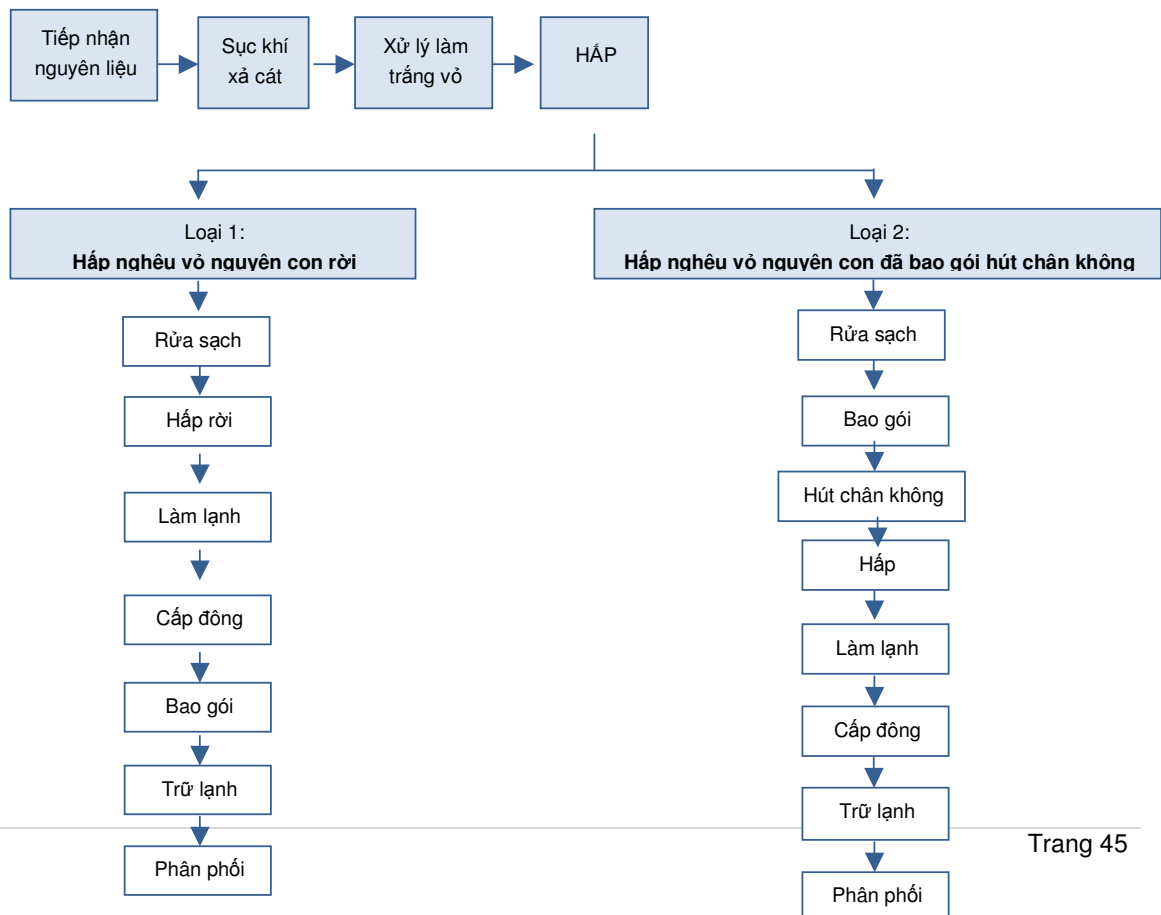 Tiếp nhận
nguyên liệu
Sục khí
xả cát
Xử lý làm
trắng vỏ
HẤP
Loại 1:
Hấp nghêu vỏ nguyên con rời
Rửa sạch
Hấp rời
Làm lạnh
Cấp đông
Bao gói
Trữ lạnh
Phân phối
Loại 2:
Hấp nghêu vỏ nguyên con đã bao gói hút chân không
Rửa sạch
Bao gói
Hút chân không
Hấp
Làm lạnh
Cấp đông
Trữ lạnh
Phân phối
Trang 45